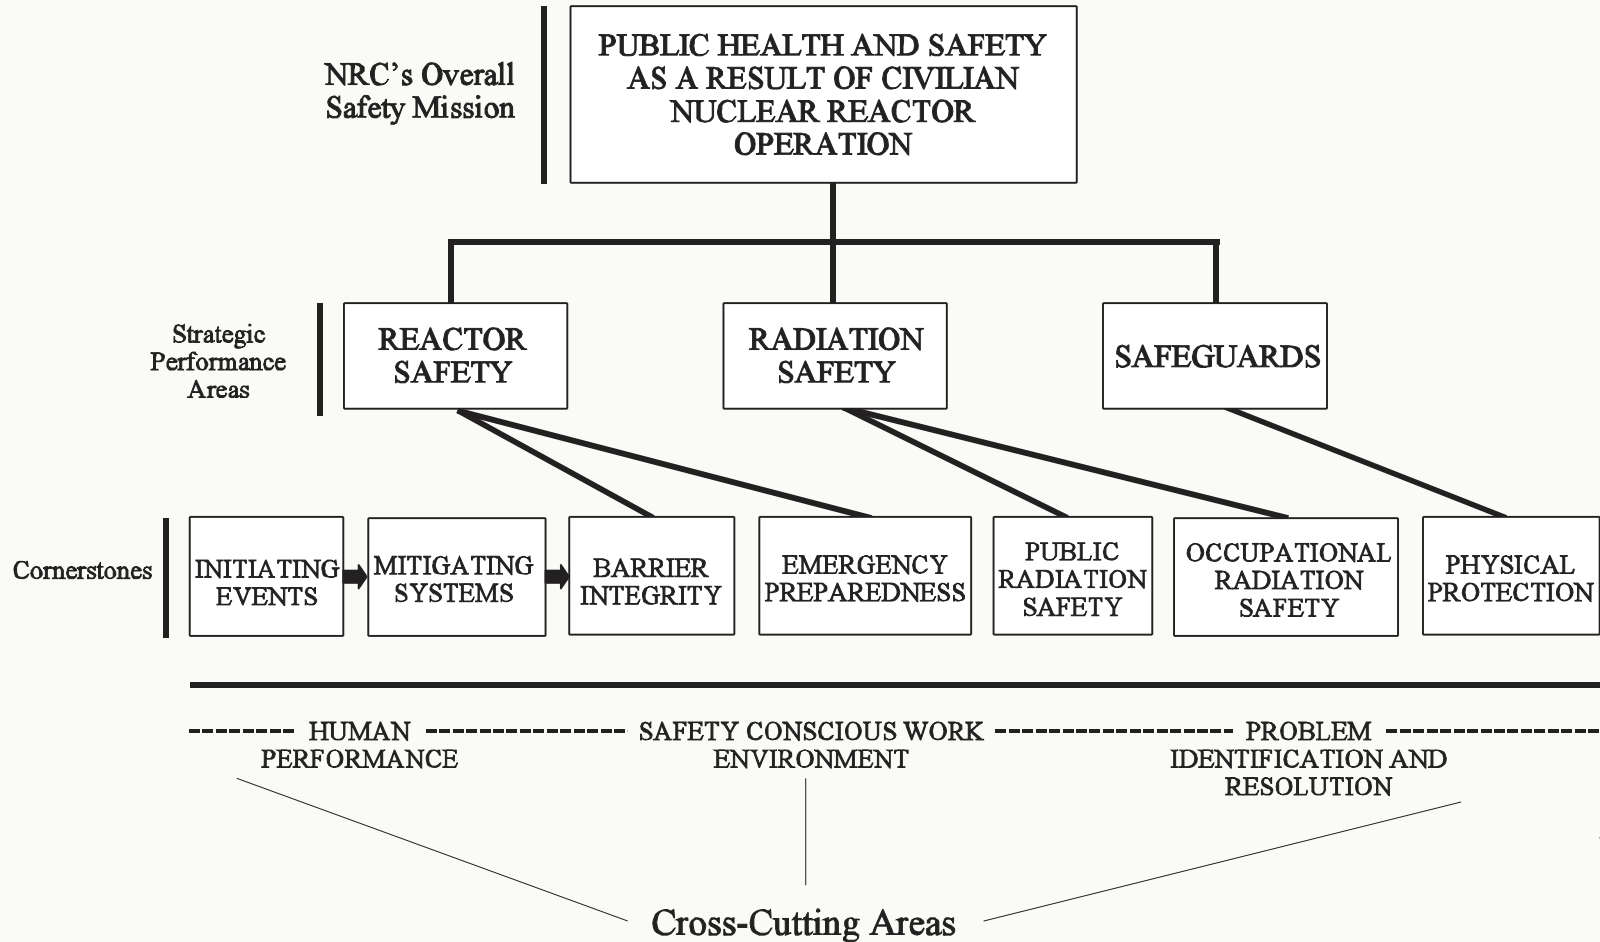 NRC's Overall
Safety Mission
PUBLIC HEALTH AND SAFETY
AS A RESULT OF CIVILIAN
NUCLEAR REACTOR
OPERATION
Strategic
Performance
Areas
REACTOR
SAFETY
RADIATION
SAFETY
SAFEGUARDS
Cornerstones
INITIATING
EVENTS
MITIGATING
SYSTEMS
BARRIER
INTEGRITY
EMERGENCY
PREPAREDNESS
PUBLIC
RADIATION
SAFETY
OCCUPATIONAL
RADIATION
SAFETY
PHYSICAL
PROTECTION
HUMAN
PERFORMANCE
SAFETY CONSCIOUS WORK
ENVIRONMENT
PROBLEM
IDENTIFICATION AND
RESOLUTION
Cross-Cutting Areas